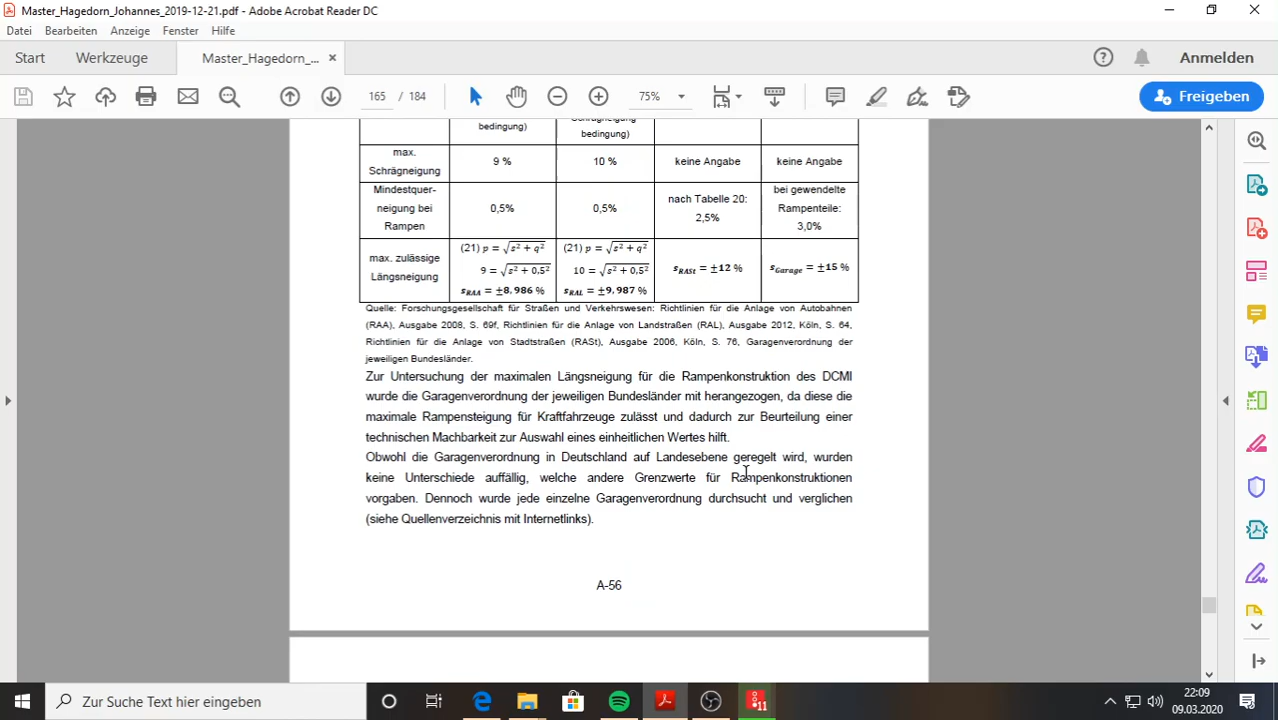 Master_Hagedorn_Johannes_2019-12-21.pdf - Adobe Acrobat Reader DC
Datei Bearbeiten Anzeige Fenster Hilfe
Start Werkzeuge Master_Hagedorn_... × Anmelden
165 / 184 75% Freigeben
bedingung) Schrägneigung
bedingung)
max.
Schrägneigung 9 % 10 % keine Angabe keine Angabe
Mindestquer-
neigung bei
Rampen 0,5% 0,5% nach Tabelle 20:
2,5% bei gewendelte
Rampenteile:
3,0%
max. zulässige
Längsneigung (21) p = √s² + q²
9 = √s² + 0,5²
s_RAA = ±8,986 % (21) p = √s² + q²
10 = √s² + 0,5²
s_RAL = ±9,987 % s_RASt = ±12 % s_Garage = ±15 %
Quelle: Forschungsgesellschaft für Straßen und Verkehrswesen: Richtlinien für die Anlage von Autobahnen
(RAA), Ausgabe 2008, S. 69f, Richtlinien für die Anlage von Landstraßen (RAL), Ausgabe 2012, Köln, S. 64,
Richtlinien für die Anlage von Stadtstraßen (RASt), Ausgabe 2006, Köln, S. 76, Garagenverordnung der
jeweiligen Bundesländer.
Zur Untersuchung der maximalen Längsneigung für die Rampenkonstruktion des DCMI
wurde die Garagenverordnung der jeweiligen Bundesländer mit herangezogen, da diese die
maximale Rampensteigung für Kraftfahrzeuge zulässt und dadurch zur Beurteilung einer
technischen Machbarkeit zur Auswahl eines einheitlichen Wertes hilft.
Obwohl die Garagenverordnung in Deutschland auf Landesebene geregelt wird, wurden
keine Unterschiede auffällig, welche andere Grenzwerte für Rampenkonstruktionen
vorgaben. Dennoch wurde jede einzelne Garagenverordnung durchsucht und verglichen
(siehe Quellenverzeichnis mit Internetlinks).
A-56
Zur Suche Text hier eingeben
11
22:09
09.03.2020